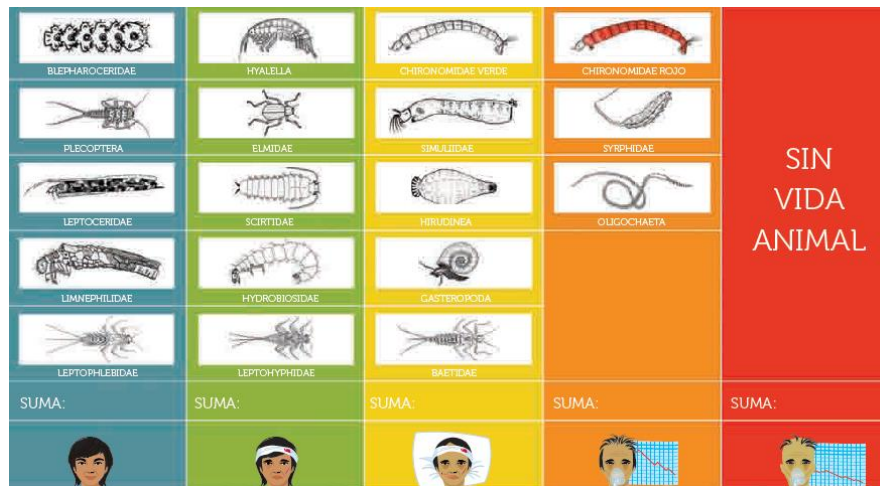 BLEPHAROCERIDAE
HYALELLA
CHIRONOMIDAE VERDE
CHIRONOMIDAE ROJO
PLECOPTERA
ELMIDAE
SIMULIIDAE
SYRPHIDAE
LEPTOCERIDAE
SCIRTIDAE
HIRUDINEA
OLIGOCHAETA
SIN
VIDA
ANIMAL
LIMNEPHILIDAE
HYDROBIOSIDAE
GASTEROPODA
LEPTOPHLEBIDAE
LEPTOHYPHIDAE
BAETIDAE
SUMA:
SUMA:
SUMA:
SUMA:
SUMA: